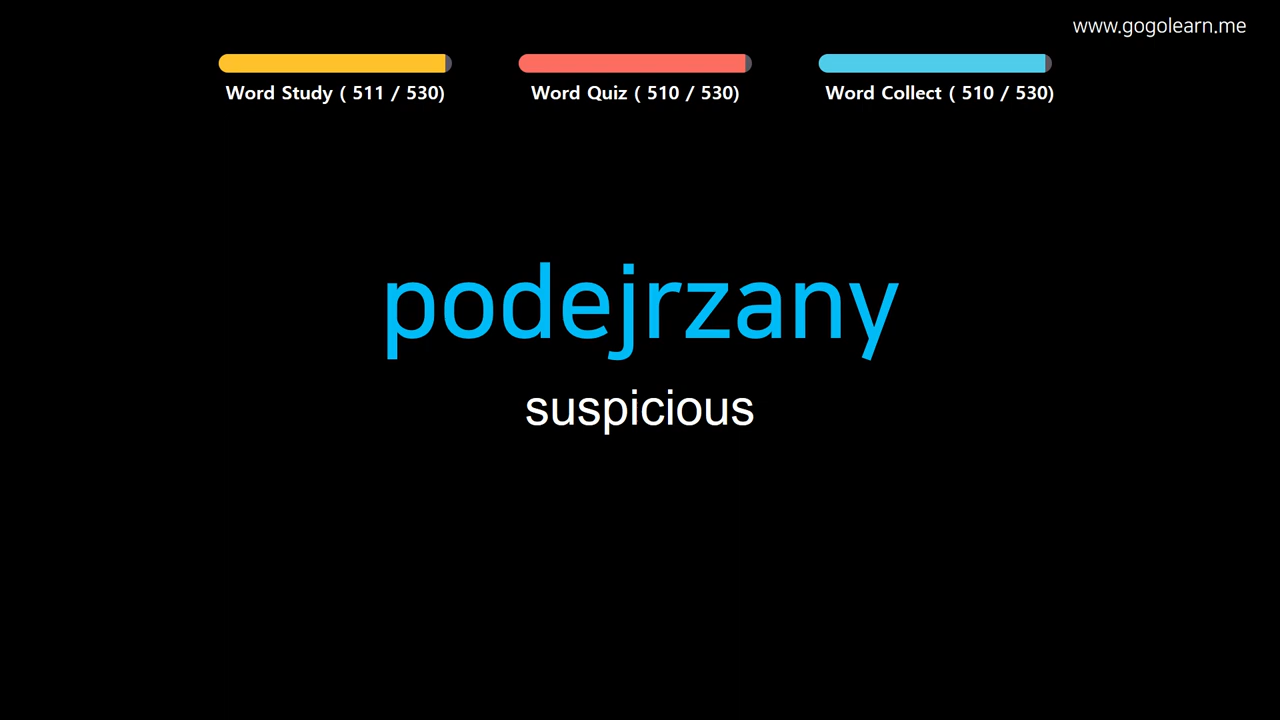 www.gogolearn.me
Word Study ( 511 / 530)
Word Quiz ( 510 / 530)
Word Collect ( 510 / 530)
podejrzany
suspicious